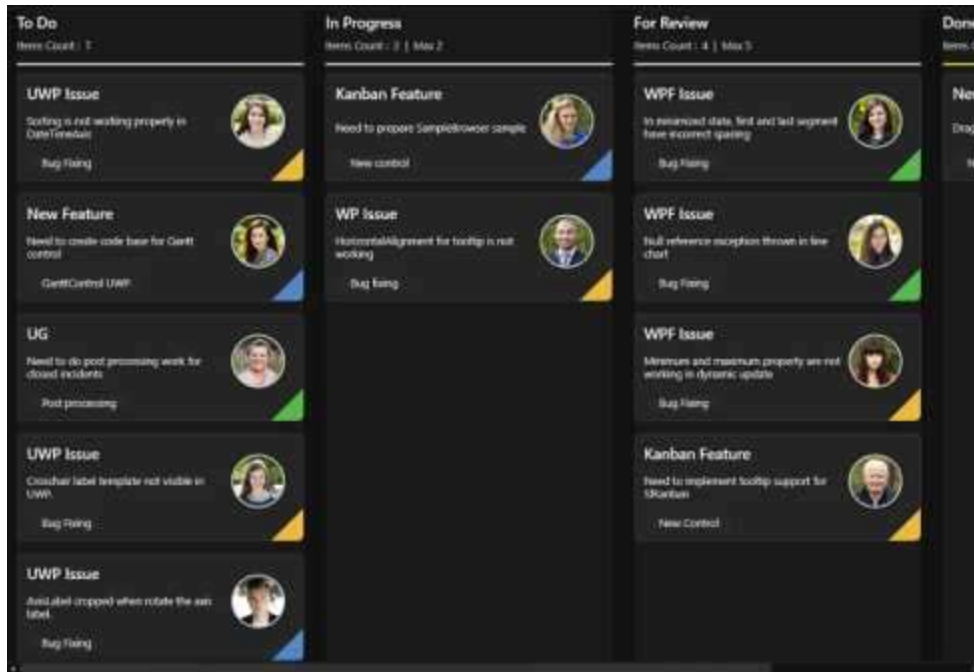 To Do
Items Count : 7
UWP Issue
Sorting is not working properly in
DateTimeAxis
Bug Fixing
New Feature
Need to create code base for Gantt
control
GanttControl UWP
UG
Need to do post processing work for
closed incidents
Post processing
UWP Issue
Crosshair label template not visible in
UWP.
Bug Fixing
UWP Issue
AxisLabel cropped when rotate the axis
label.
Bug Fixing
In Progress
Items Count : | Max 2
Kanban Feature
Need to prepare SampleBrowser sample
New control
WP Issue
HorizontalAlignment for tooltip is not
working
Bug fixing
For Review
Items Count : 4 | Max 5
WPF Issue
In minimized state, first and last segment
have incorrect spacing
Bug Fixing
WPF Issue
Null reference exception thrown in line
chart
Bug Fixing
WPF Issue
Minimum and maximum property are not
working in dynamic update
Bug Fixing
Kanban Feature
Need to implement tooltip support for
SfKanban
New Control
Done
Items
New
Drag